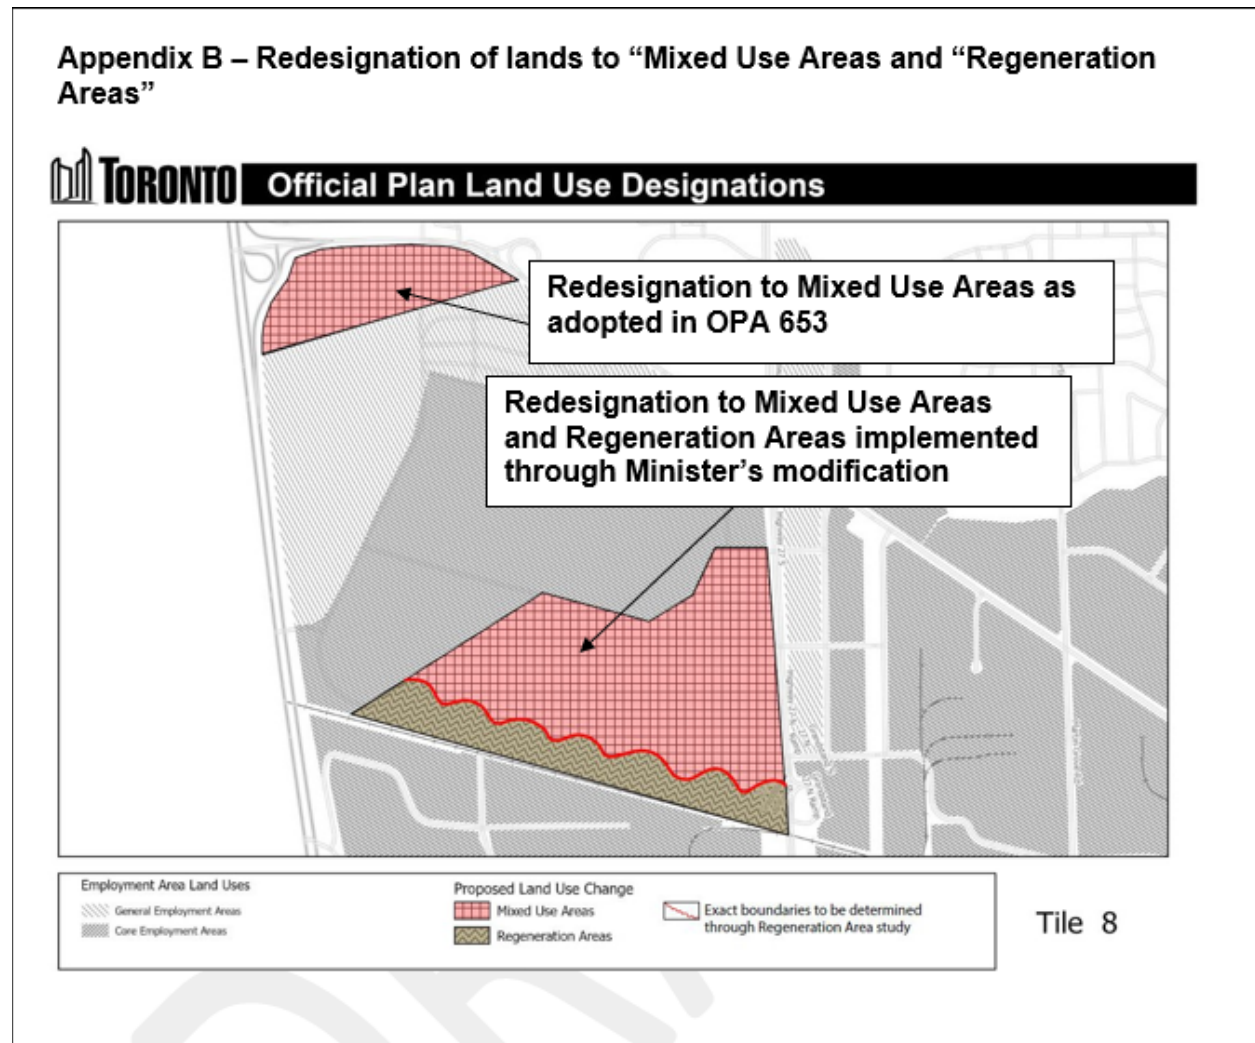 Appendix B – Redesignation of lands to “Mixed Use Areas and “Regeneration
Areas”
TORONTO Official Plan Land Use Designations
Redesignation to Mixed Use Areas as
adopted in OPA 653
Redesignation to Mixed Use Areas
and Regeneration Areas implemented
through Minister’s modification
Highway 27 S
Employment Area Land Uses
General Employment Areas
Core Employment Areas
Proposed Land Use Change
Mixed Use Areas
Regeneration Areas
Exact boundaries to be determined
through Regeneration Area study
Tile 8